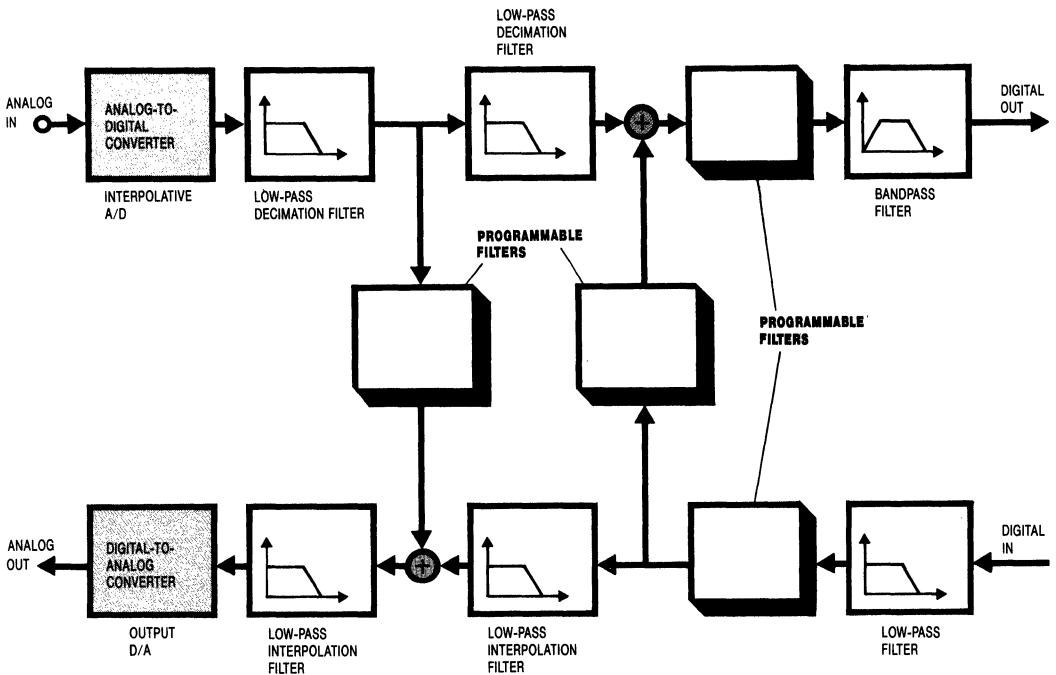 LOW-PASS
DECIMATION
FILTER
ANALOG
IN
ANALOG-TO-
DIGITAL
CONVERTER
DIGITAL
OUT
INTERPOLATIVE
A/D
LOW-PASS
DECIMATION FILTER
BANDPASS
FILTER
PROGRAMMABLE
FILTERS
PROGRAMMABLE
FILTERS
ANALOG
OUT
DIGITAL-TO-
ANALOG
CONVERTER
DIGITAL
IN
OUTPUT
D/A
LOW-PASS
INTERPOLATION
FILTER
LOW-PASS
INTERPOLATION
FILTER
LOW-PASS
FILTER